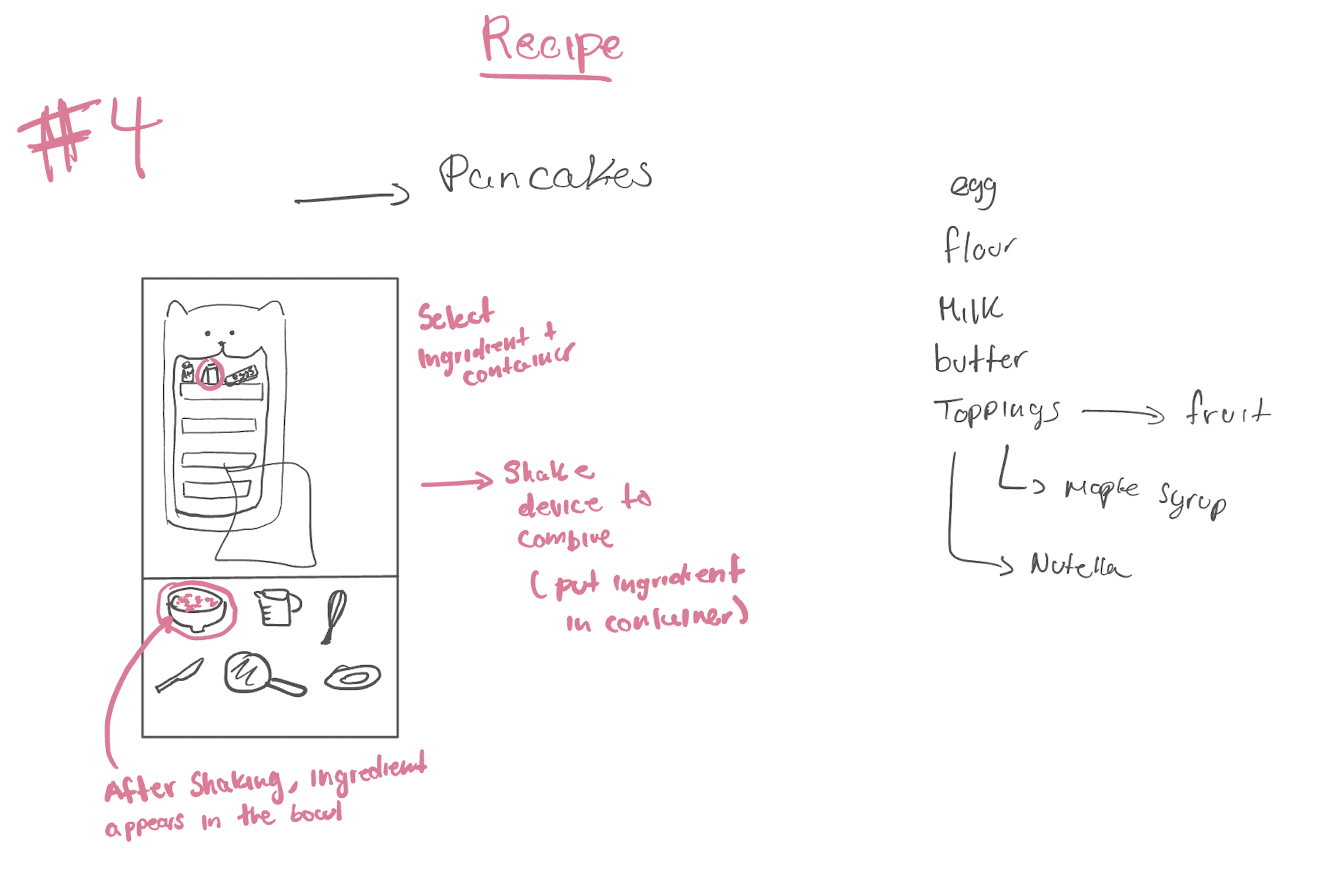 Recipe
#4
Pancakes
Select
ingredient +
container
Shake
device to
combine
(put ingredient
in container)
After shaking, ingredient
appears in the bowl
egg
flour
Milk
butter
Toppings
fruit
Maple syrup
Nutella